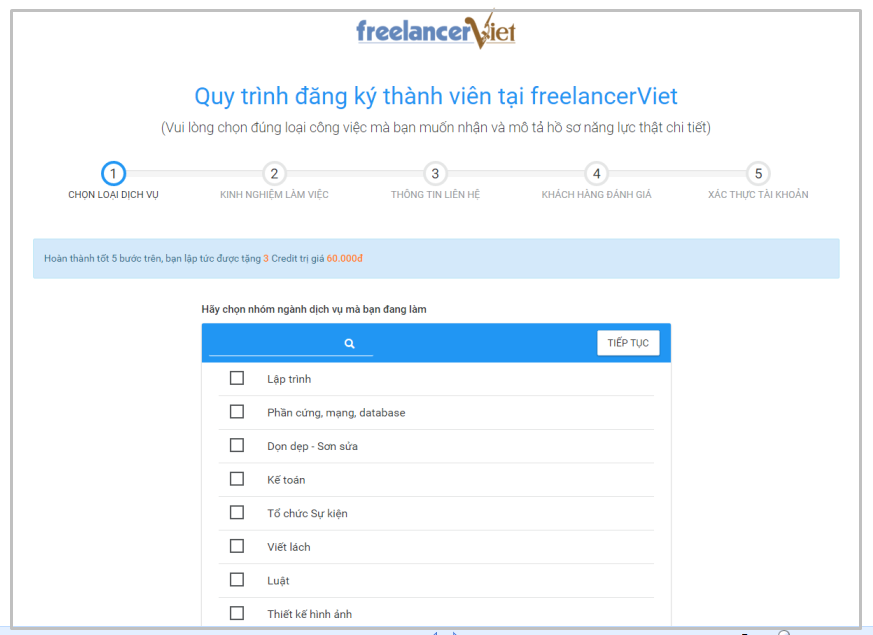 freelancerViet
Quy trình đăng ký thành viên tại freelancerViet
(Vui lòng chọn đúng loại công việc mà bạn muốn nhận và mô tả hồ sơ năng lực thật chi tiết)
1 2 3 4 5
CHỌN LOẠI DỊCH VỤ KINH NGHIỆM LÀM VIỆC THÔNG TIN LIÊN HỆ KHÁCH HÀNG ĐÁNH GIÁ XÁC THỰC TÀI KHOẢN
Hoàn thành tốt 5 bước trên, bạn lập tức được tặng 3 Credit trị giá 60.000đ
Hãy chọn nhóm ngành dịch vụ mà bạn đang làm
TIẾP TỤC
Lập trình
Phần cứng, mạng, database
Dọn dẹp - Sơn sửa
Kế toán
Tổ chức Sự kiện
Viết lách
Luật
Thiết kế hình ảnh